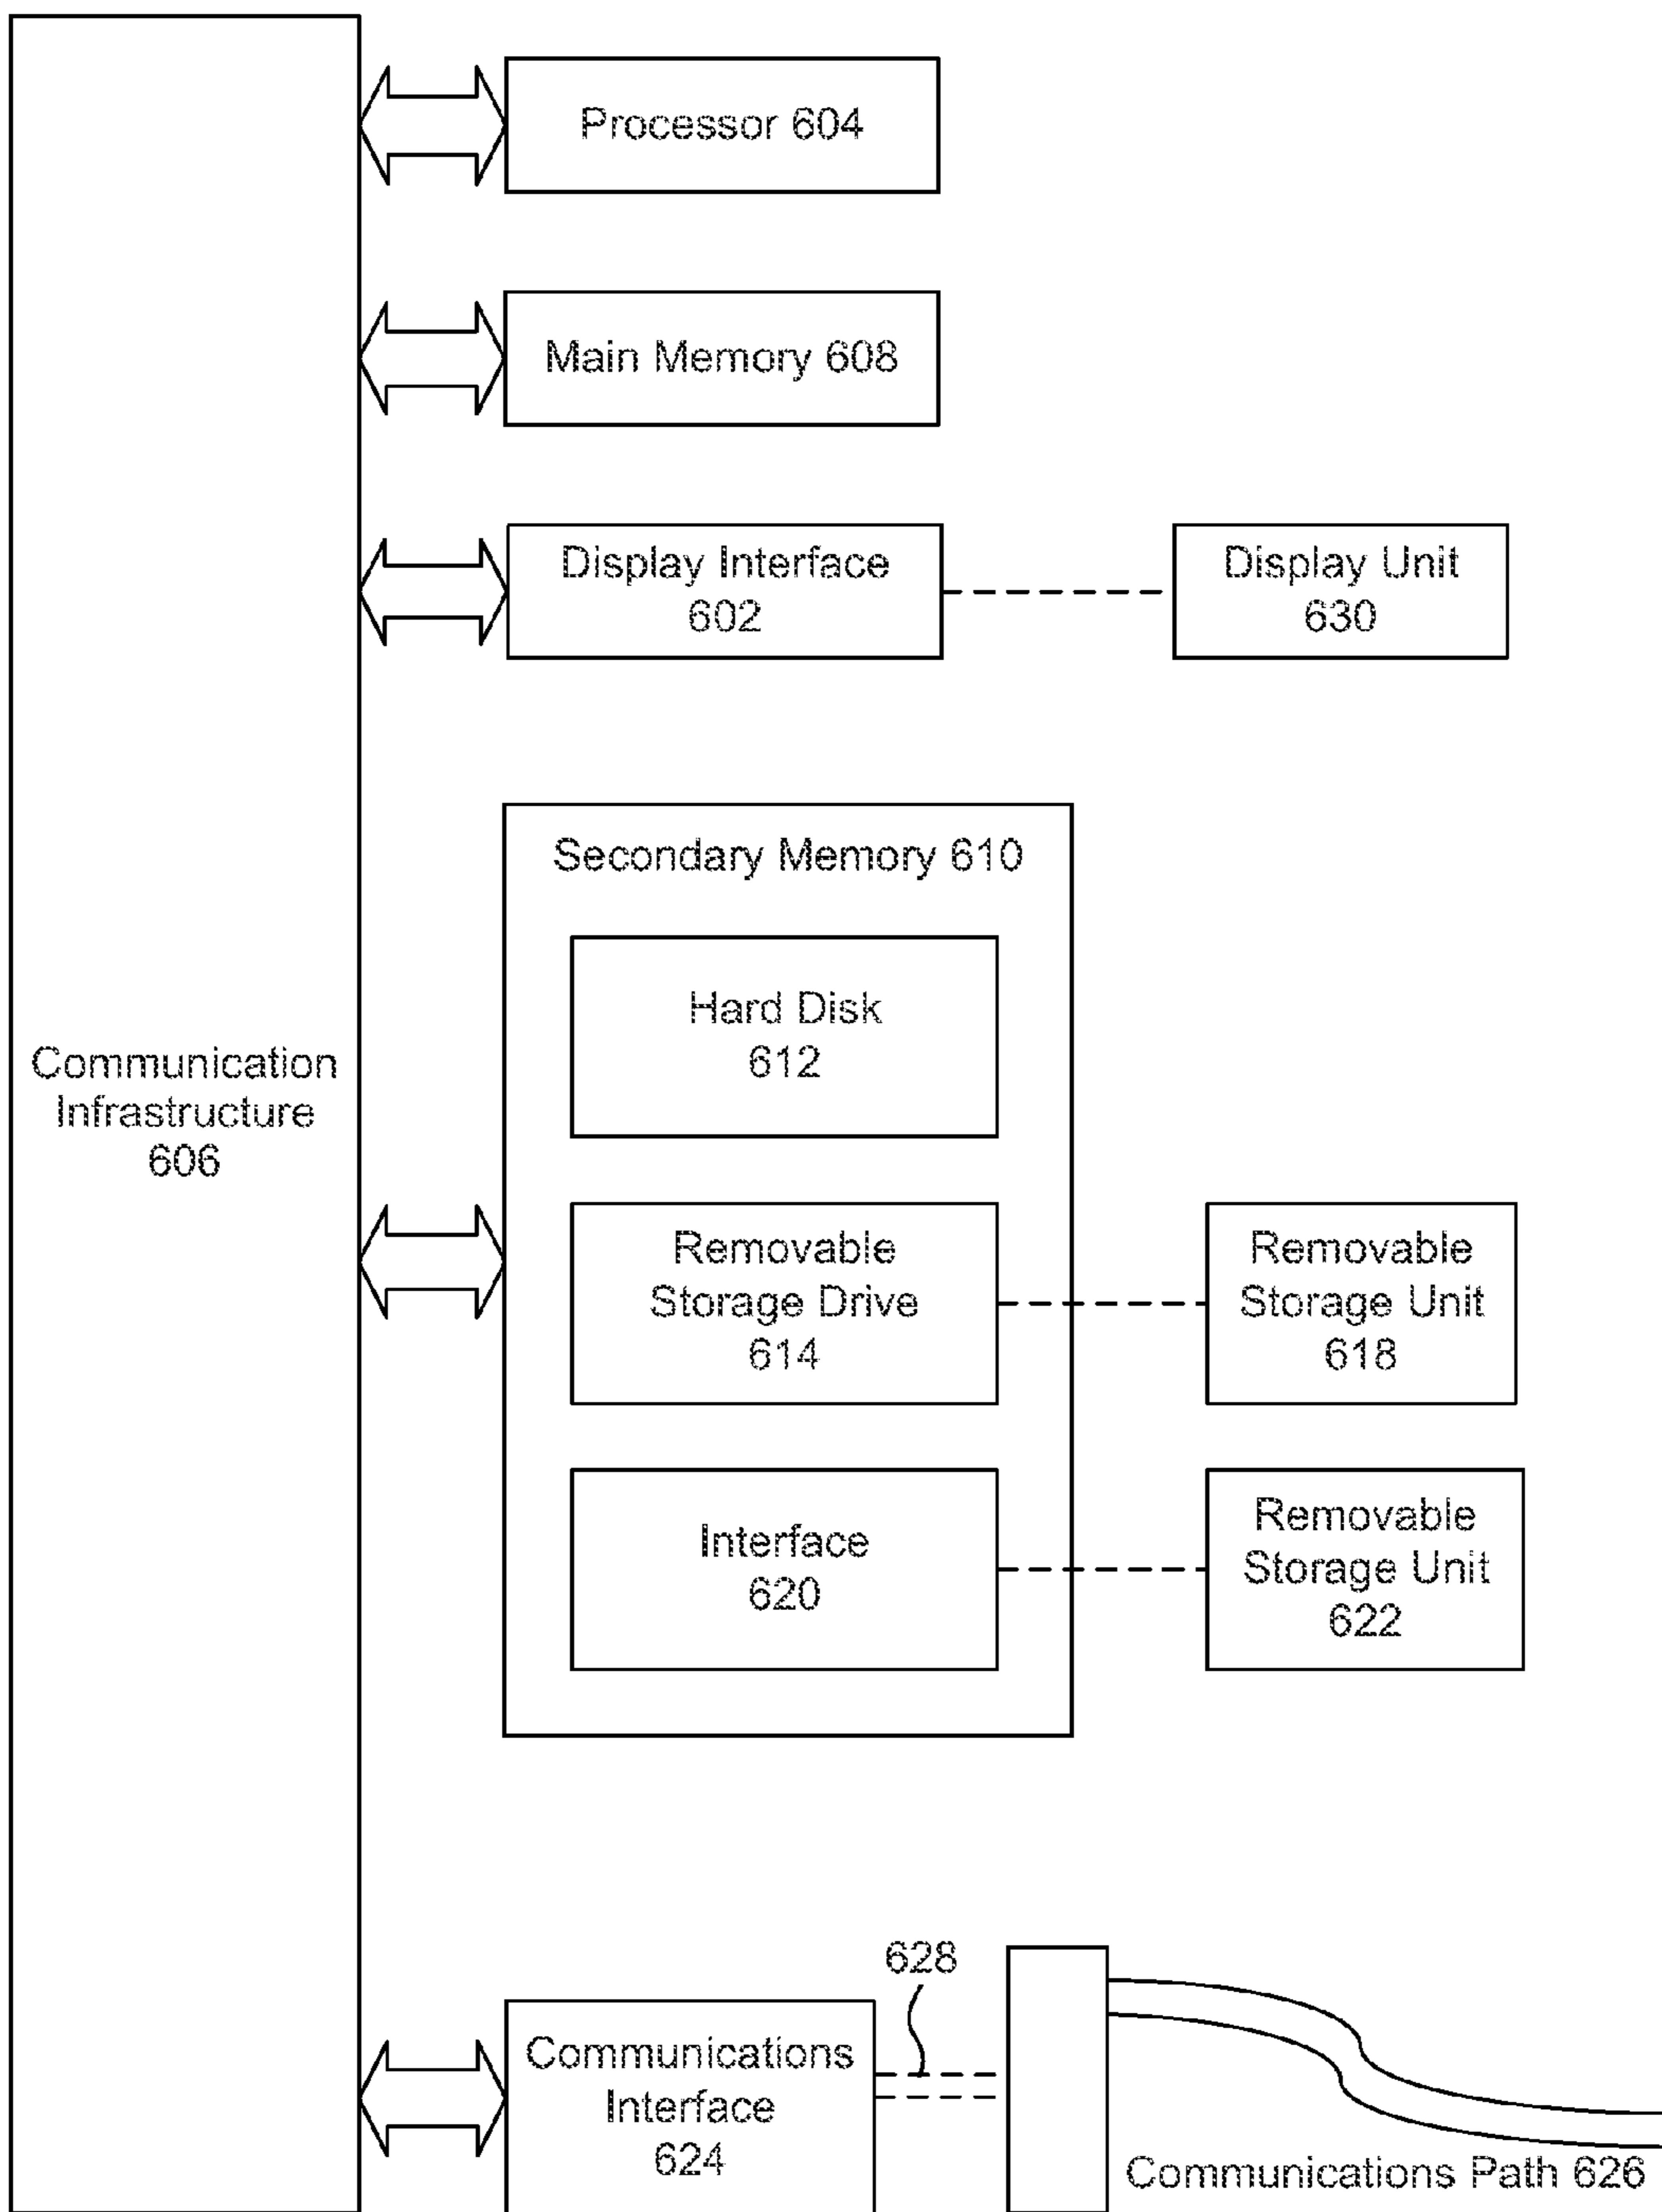 Processor 604
Main Memory 608
Display Interface
602
Display Unit
630
Secondary Memory 610
Hard Disk
612
Communication
Infrastructure
606
Removable
Storage Drive
614
Removable
Storage Unit
618
Interface
620
Removable
Storage Unit
622
628
Communications
Interface
624
Communications Path 626